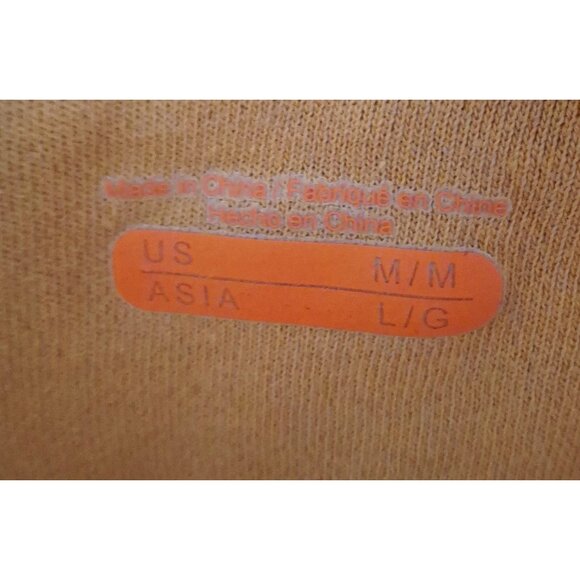 Made in China / Fabriqué en Chine
Hecho en China
US M/M
ASIA L/G